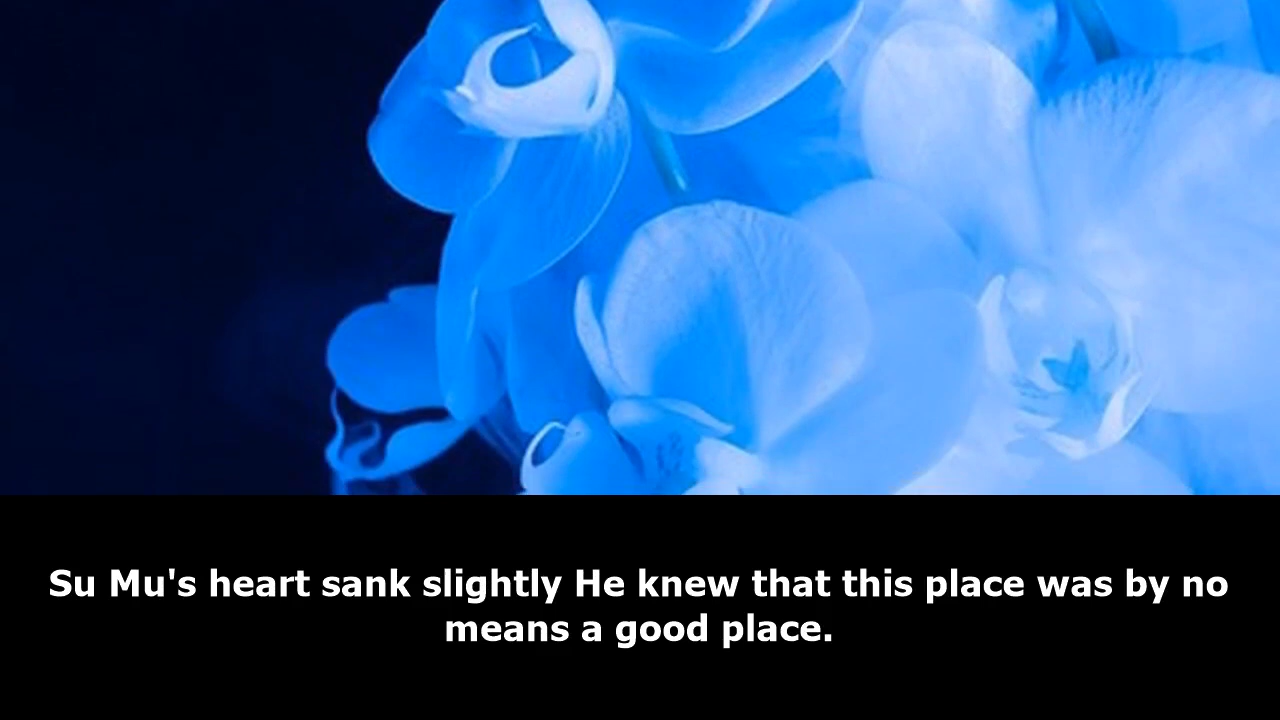 Su Mu's heart sank slightly He knew that this place was by no
means a good place.